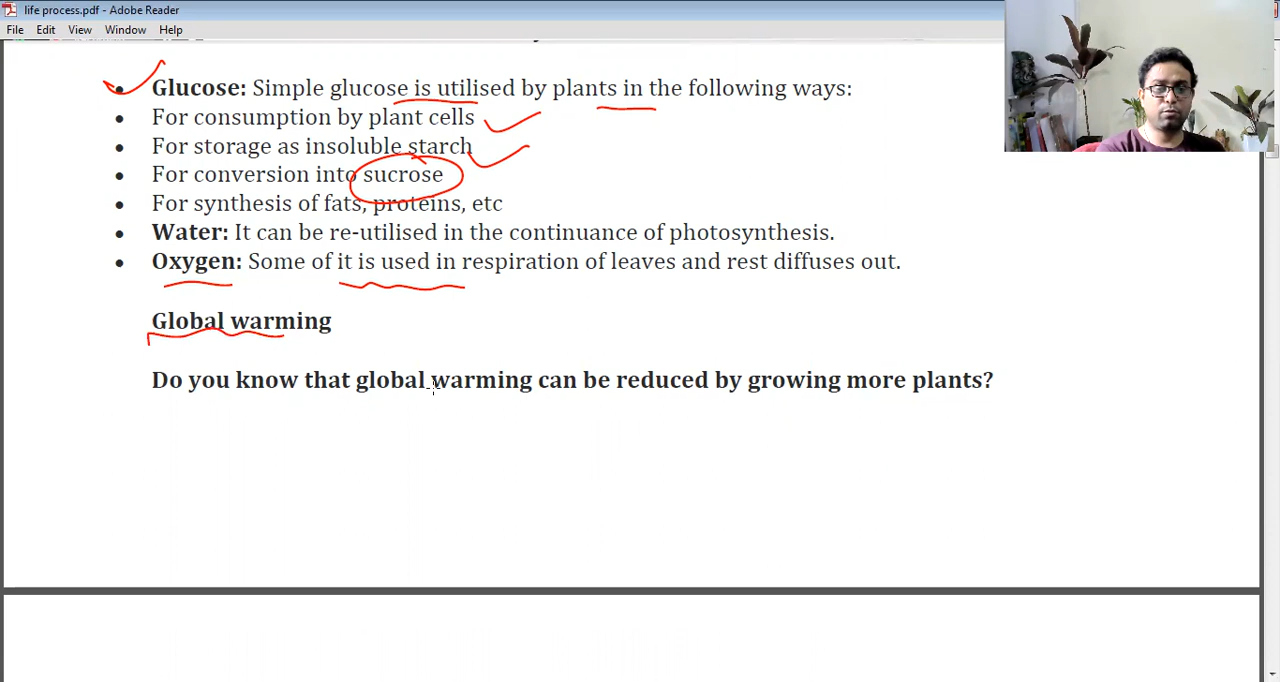 life process.pdf - Adobe Reader
File Edit View Window Help
• Glucose: Simple glucose is utilised by plants in the following ways:
• For consumption by plant cells
• For storage as insoluble starch
• For conversion into sucrose
• For synthesis of fats, proteins, etc
• Water: It can be re-utilised in the continuance of photosynthesis.
• Oxygen: Some of it is used in respiration of leaves and rest diffuses out.
Global warming
Do you know that global warming can be reduced by growing more plants?